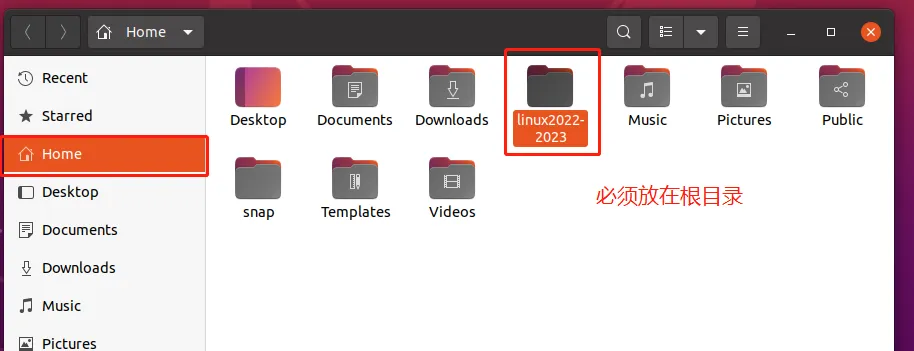 Home
Recent
Starred
Home
Desktop
Documents
Downloads
Music
Pictures
Desktop
Documents
Downloads
linux2022-
2023
Music
Pictures
Public
snap
Templates
Videos
必须放在根目录